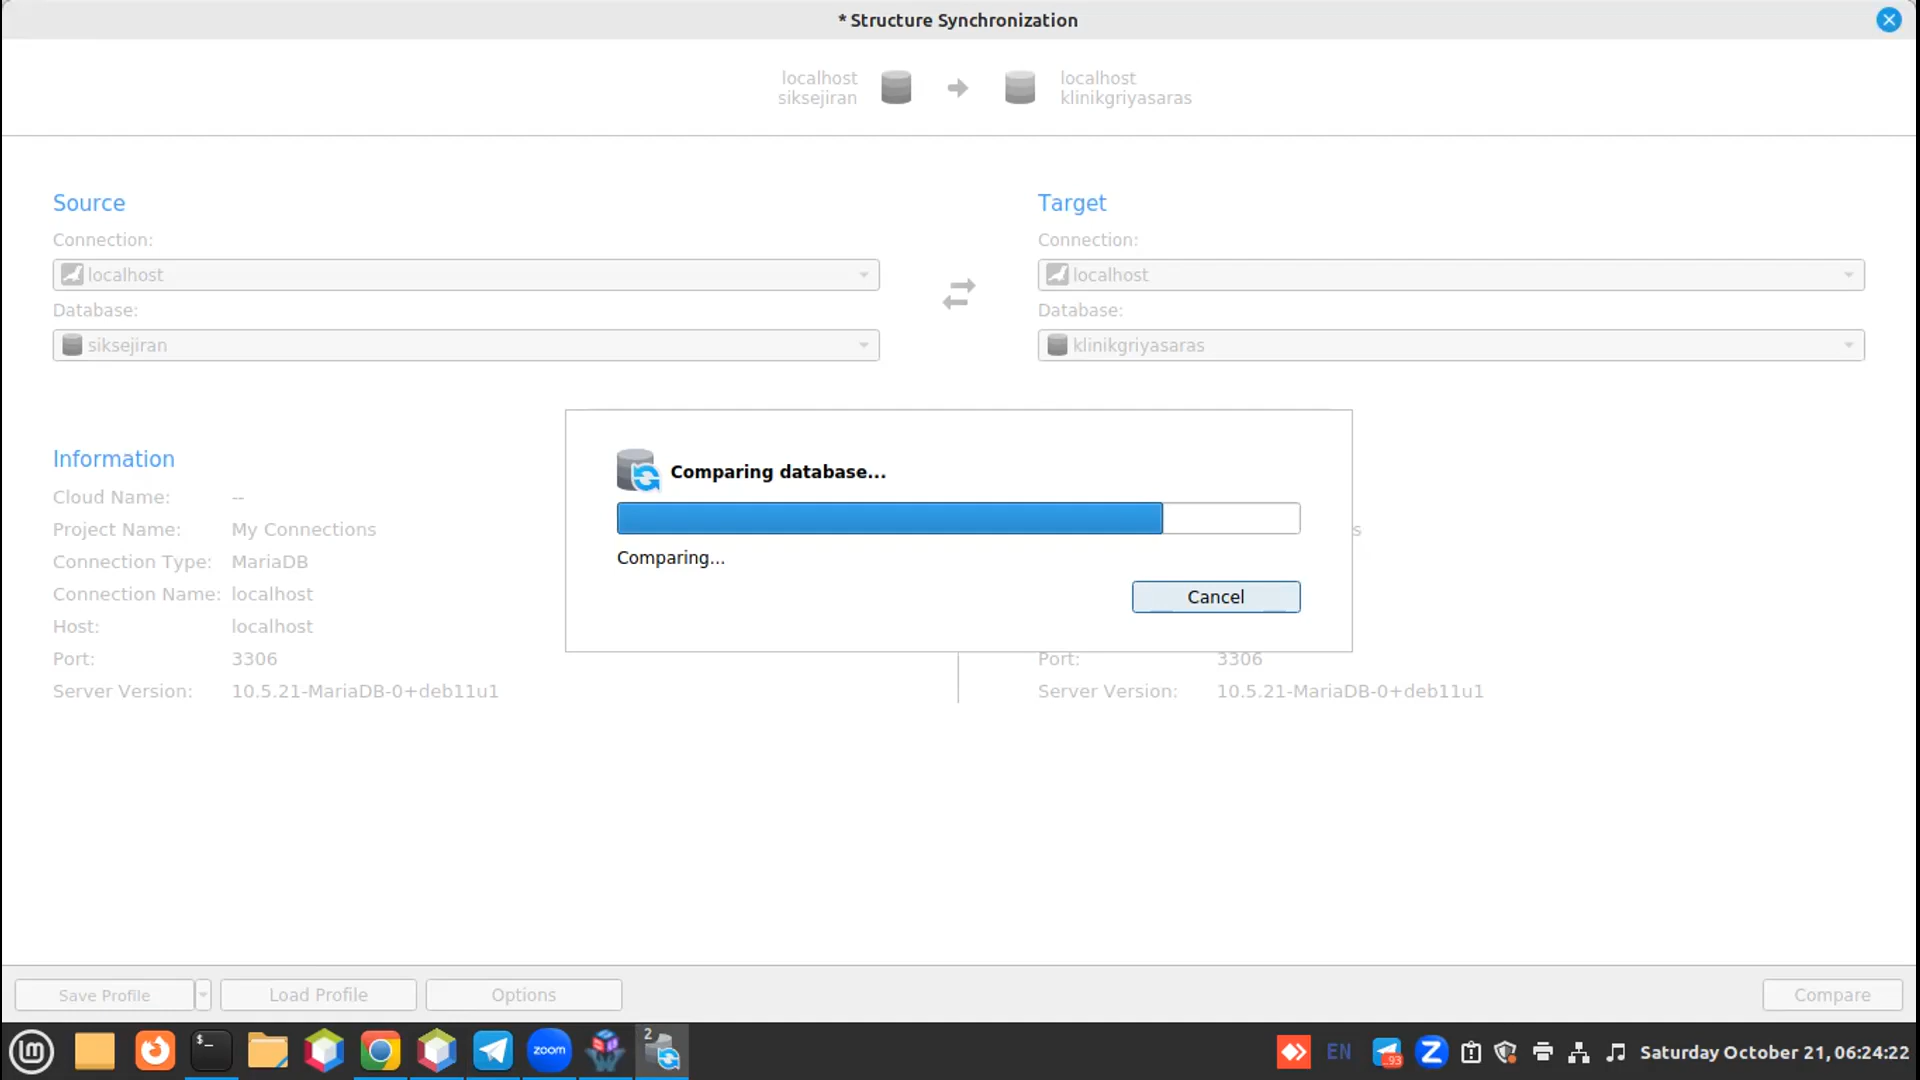 * Structure Synchronization
localhost
siksejiran
localhost
klinikgriyasaras
Source
Connection:
localhost
Database:
siksejiran
Target
Connection:
localhost
Database:
klinikgriyasaras
Information
Cloud Name: --
Project Name: My Connections
Connection Type: MariaDB
Connection Name: localhost
Host: localhost
Port: 3306
Server Version: 10.5.21-MariaDB-0+deb11u1
s
Port: 3306
Server Version: 10.5.21-MariaDB-0+deb11u1
Comparing database...
Comparing...
Cancel
Save Profile
Load Profile
Options
Compare
$_
zoom
2
EN
93
Z
Saturday October 21, 06:24:22